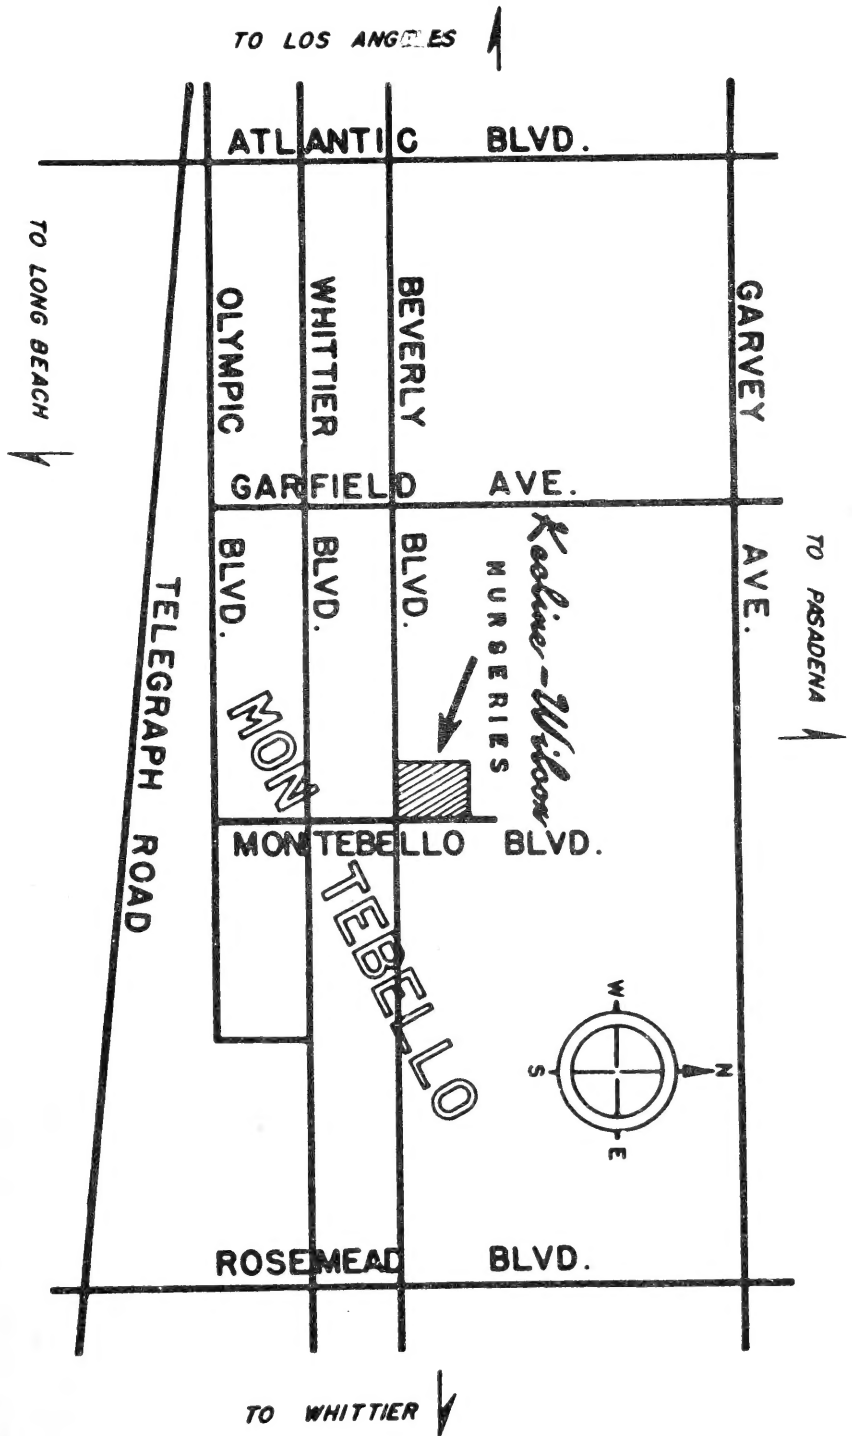 TO LOS ANGELES
ATLANTIC BLVD.
TO LONG BEACH
OLYMPIC BLVD.
WHITTIER BLVD.
BEVERLY BLVD.
GARVEY AVE.
GARFIELD AVE.
TO PASADENA
Keeline-Wilcox
NURSERIES
TELEGRAPH ROAD
MONTEBELLO
MONTEBELLO BLVD.
W
N
S
E
ROSEMEAD BLVD.
TO WHITTIER